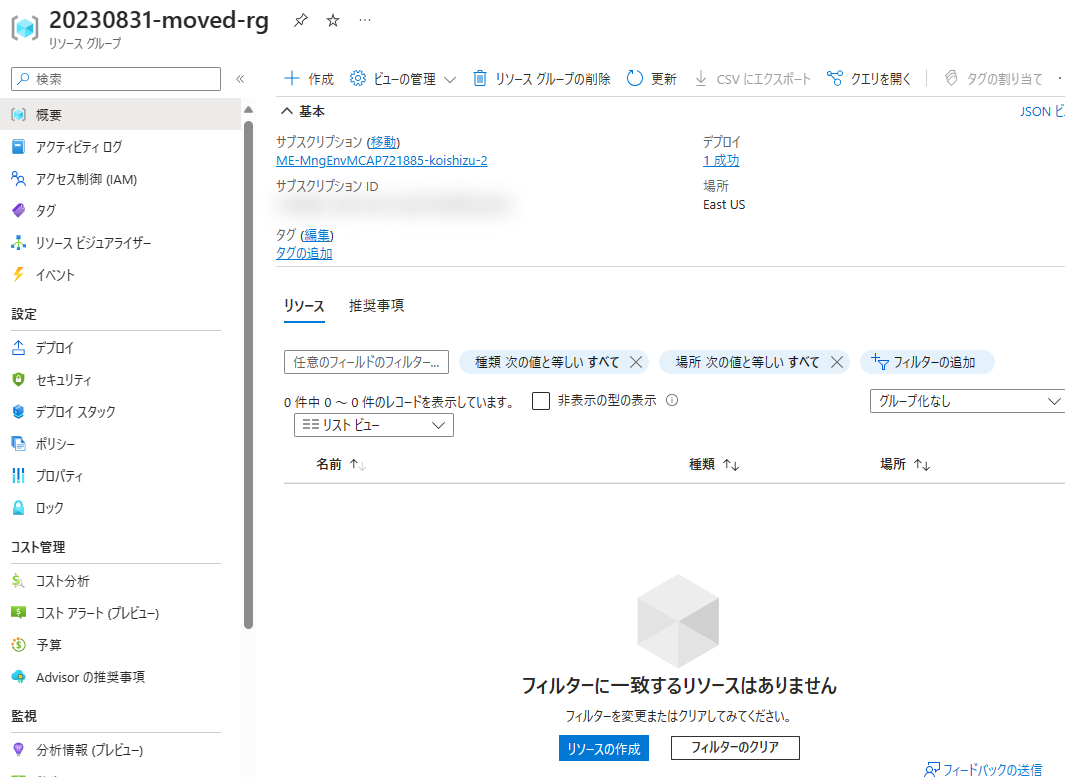 20230831-moved-rg
リソース グループ
検索
作成
ビューの管理
リソース グループの削除
更新
CSV にエクスポート
クエリを開く
タグの割り当て
概要
アクティビティ ログ
アクセス制御 (IAM)
タグ
リソース ビジュアライザー
イベント
設定
デプロイ
セキュリティ
デプロイ スタック
ポリシー
プロパティ
ロック
コスト管理
コスト分析
コスト アラート (プレビュー)
予算
Advisor の推奨事項
監視
分析情報 (プレビュー)
基本
JSON ビ
サブスクリプション (移動)
ME-MngEnvMCAP721885-koishizu-2
サブスクリプション ID
タグ (編集)
タグの追加
デプロイ
1 成功
場所
East US
リソース 推奨事項
任意のフィールドのフィルター...
種類 次の値と等しい すべて
場所 次の値と等しい すべて
フィルターの追加
0 件中 0 ～ 0 件のレコードを表示しています。
非表示の型の表示
グループ化なし
リスト ビュー
名前 種類 場所
フィルターに一致するリソースはありません
フィルターを変更またはクリアしてみてください。
リソースの作成
フィルターのクリア
フィードバックの送信